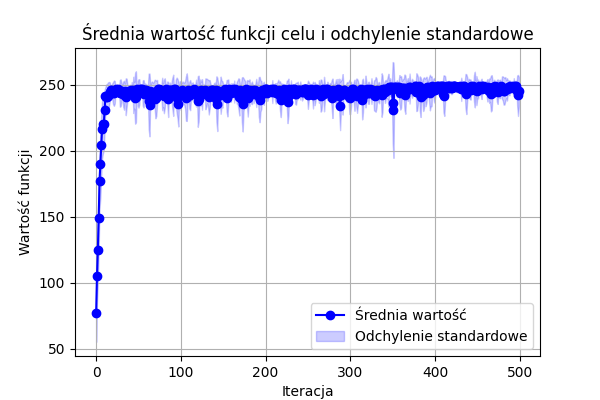 Średnia wartość funkcji celu i odchylenie standardowe
Wartość funkcji
250
200
150
100
50
0 100 200 300 400 500
Iteracja
Średnia wartość
Odchylenie standardowe